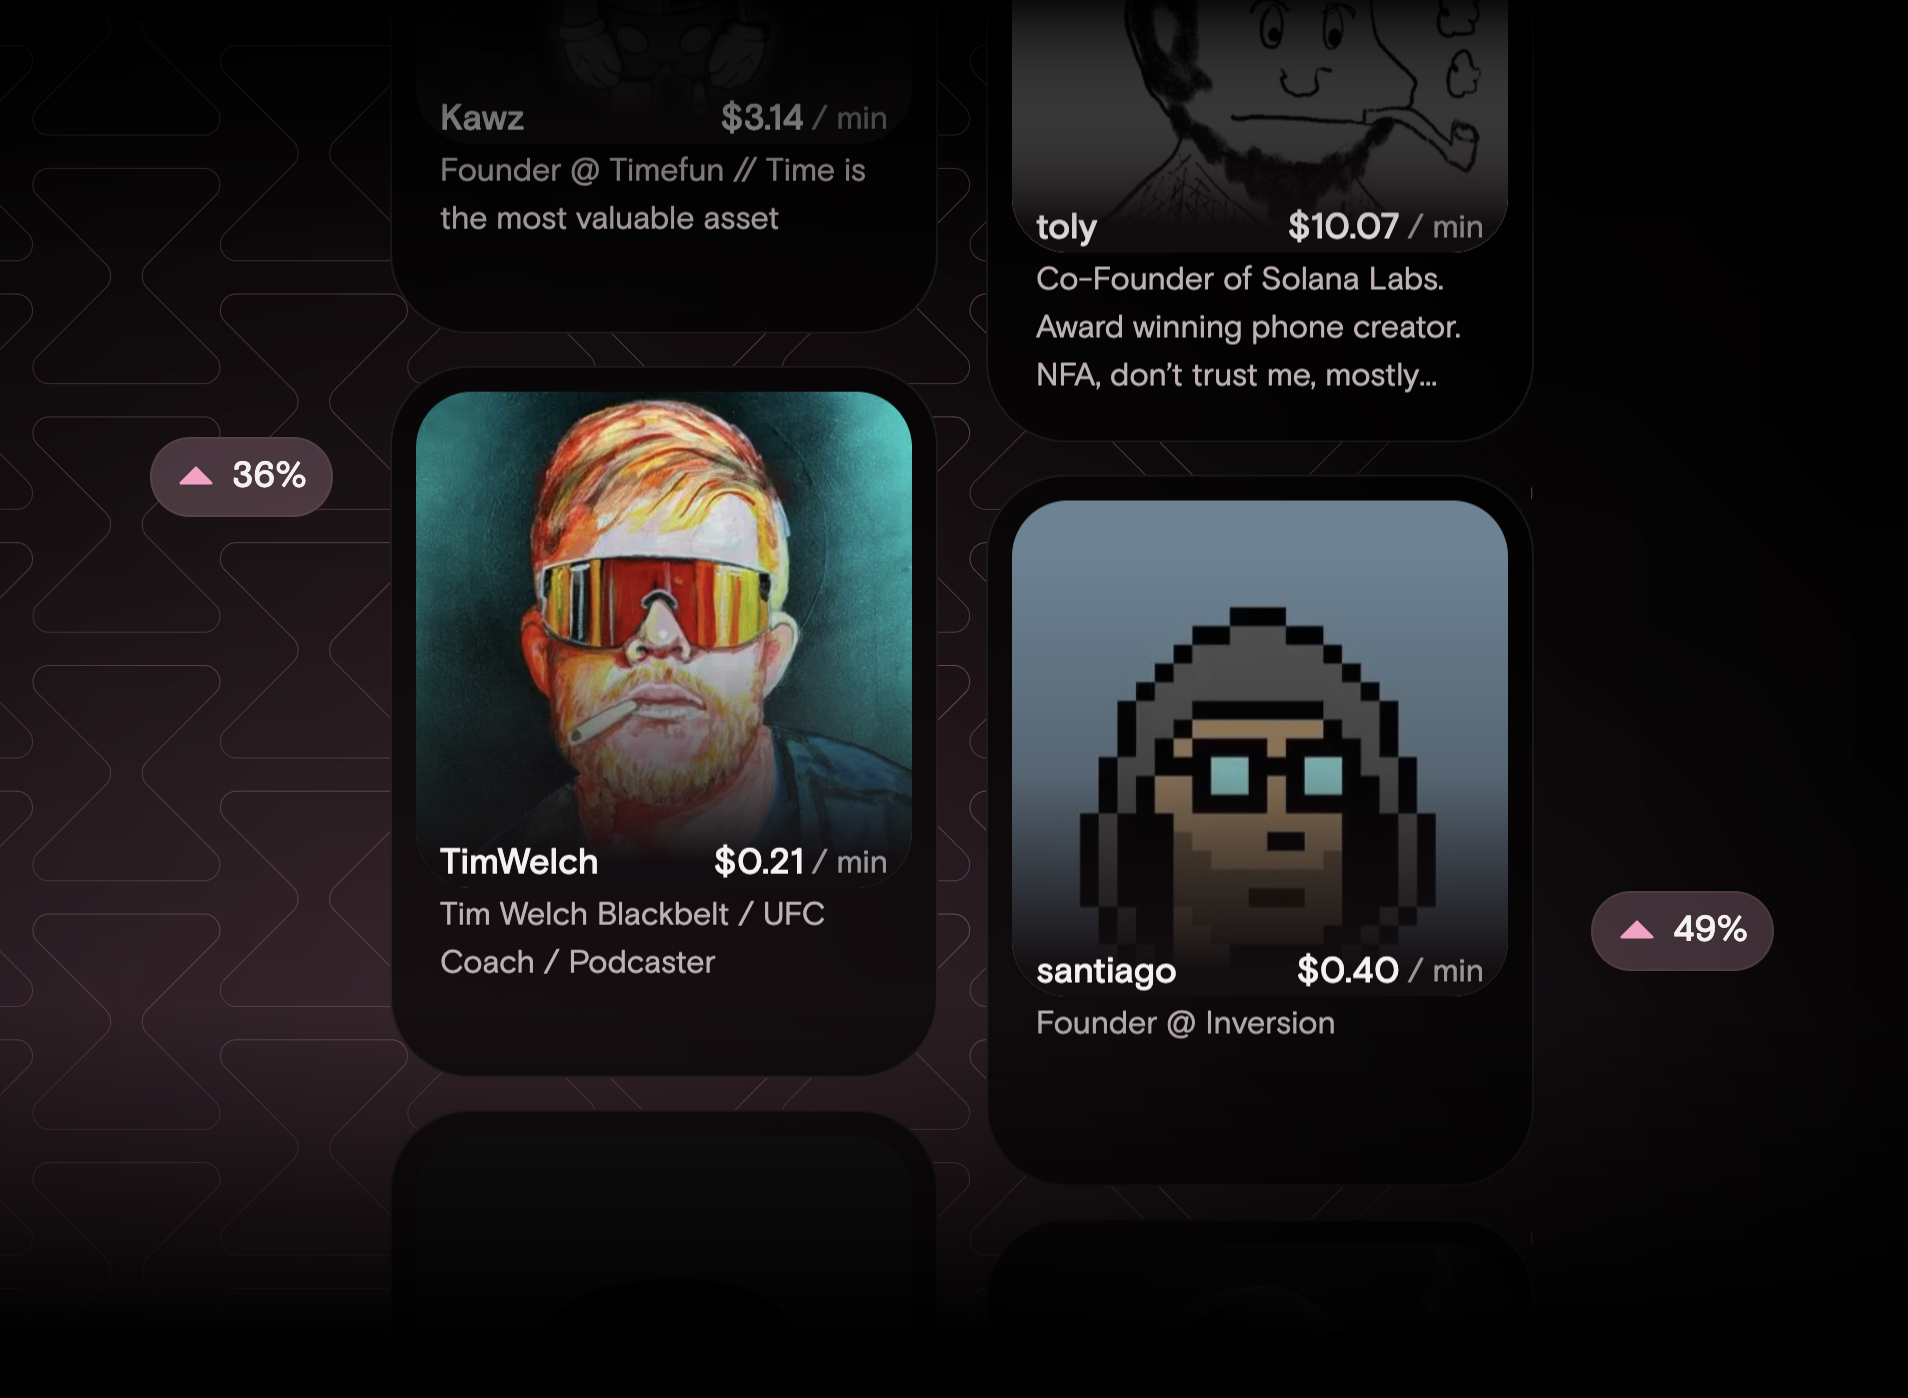 Kawz $3.14 / min
Founder @ Timefun // Time is
the most valuable asset
toly $10.07 / min
Co-Founder of Solana Labs.
Award winning phone creator.
NFA, don’t trust me, mostly...
36%
TimWelch $0.21 / min
Tim Welch Blackbelt / UFC
Coach / Podcaster
santiago $0.40 / min
Founder @ Inversion
49%